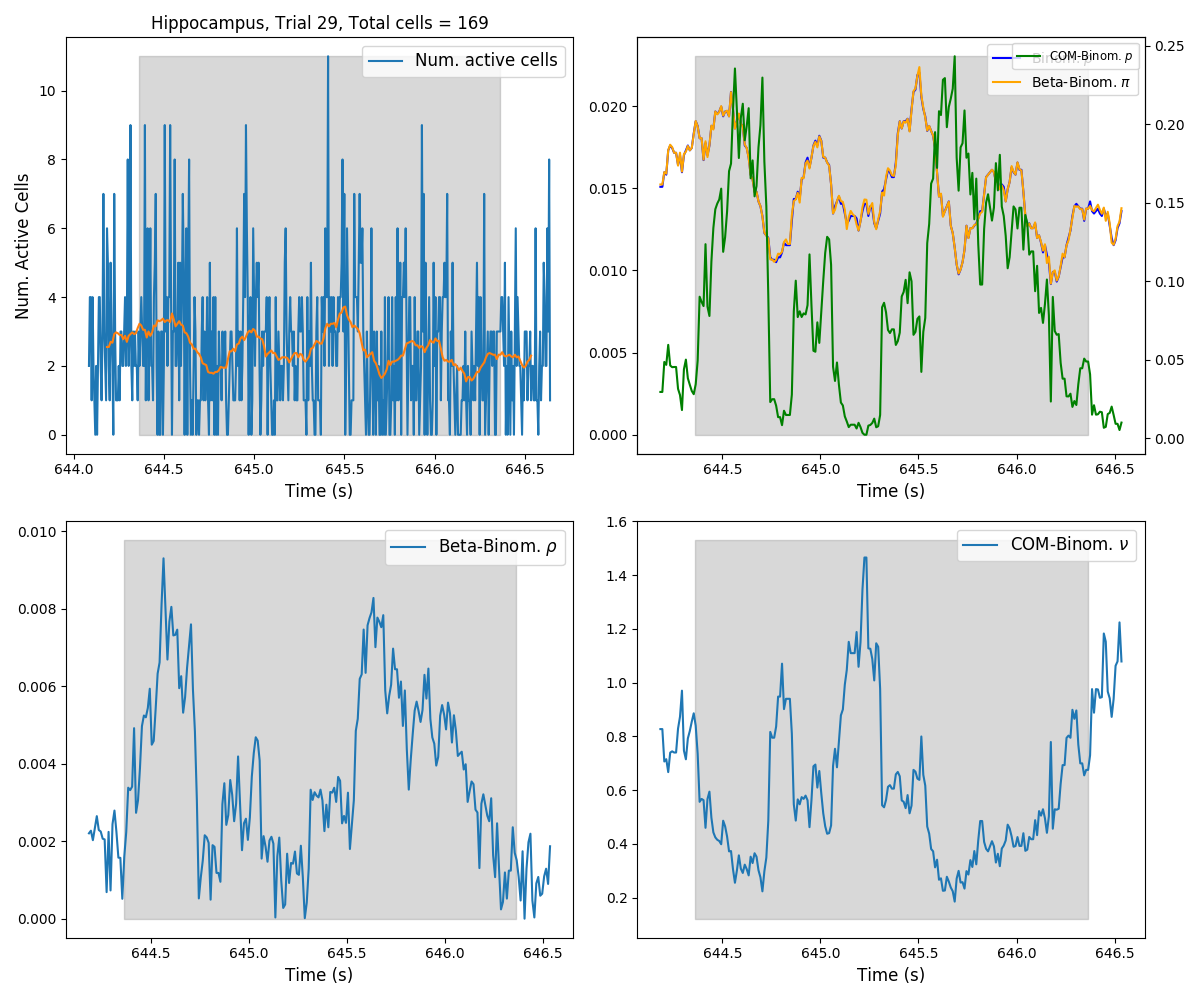 Hippocampus, Trial 29, Total cells = 169
Num. active cells
Num. Active Cells
10
8
6
4
2
0
644.0 644.5 645.0 645.5 646.0 646.5
Time (s)
COM-Binom. p
Beta-Binom. π
0.020
0.015
0.010
0.005
0.000
0.25
0.20
0.15
0.10
0.05
0.00
644.5 645.0 645.5 646.0 646.5
Time (s)
Beta-Binom. ρ
0.010
0.008
0.006
0.004
0.002
0.000
644.5 645.0 645.5 646.0 646.5
Time (s)
COM-Binom. ν
1.6
1.4
1.2
1.0
0.8
0.6
0.4
0.2
644.5 645.0 645.5 646.0 646.5
Time (s)